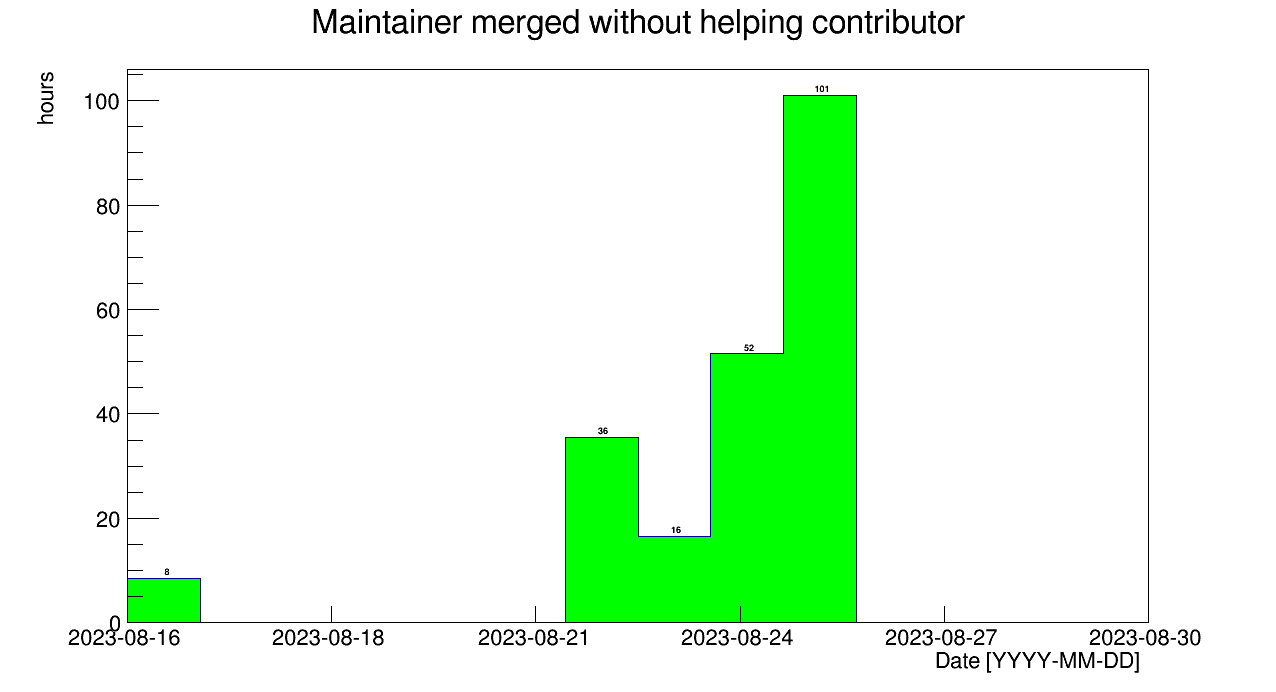 Maintainer merged without helping contributor
hours
100
80
60
40
20
0
101
52
36
16
8
2023-08-16 2023-08-18 2023-08-21 2023-08-24 2023-08-27 2023-08-30
Date [YYYY-MM-DD]